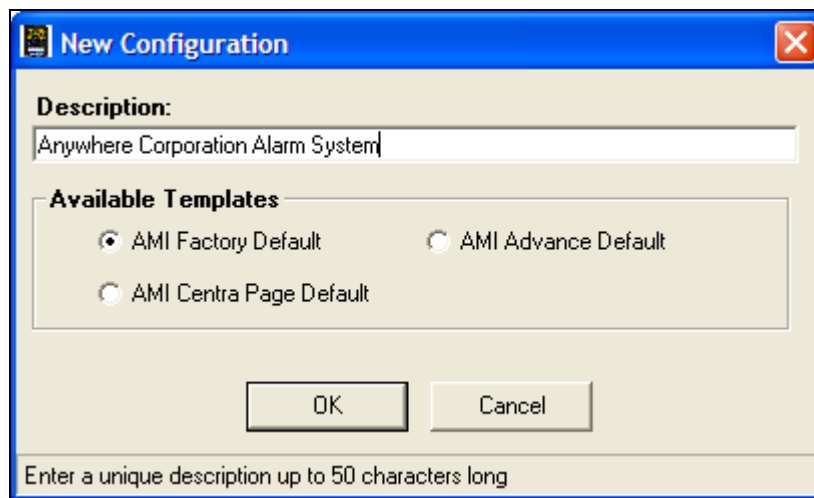 New Configuration
Description:
Anywhere Corporation Alarm System
Available Templates
AMI Factory Default AMI Advance Default
AMI Centra Page Default
OK Cancel
Enter a unique description up to 50 characters long